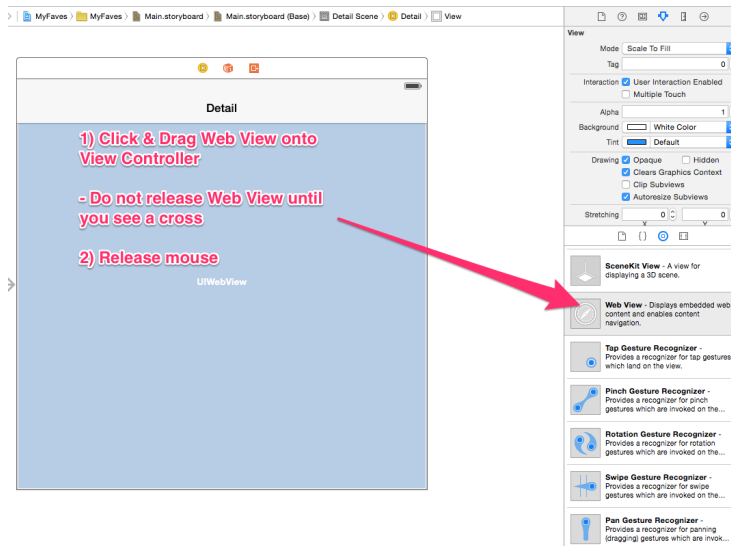 MyFaves › MyFaves › Main.storyboard › Main.storyboard (Base) › Detail Scene › Detail › View
Detail
1) Click & Drag Web View onto
View Controller
- Do not release Web View until
you see a cross
2) Release mouse
UIWebView
View
Mode Scale To Fill
Tag 0
Interaction User Interaction Enabled
Multiple Touch
Alpha 1
Background White Color
Tint Default
Drawing Opaque Hidden
Clears Graphics Context
Clip Subviews
Autoresize Subviews
Stretching 0 0
X Y
SceneKit View - A view for
displaying a 3D scene.
Web View - Displays embedded web
content and enables content
navigation.
Tap Gesture Recognizer -
Provides a recognizer for tap gestures
which land on the view.
Pinch Gesture Recognizer -
Provides a recognizer for pinch
gestures which are invoked on the...
Rotation Gesture Recognizer -
Provides a recognizer for rotation
gestures which are invoked on the...
Swipe Gesture Recognizer -
Provides a recognizer for swipe
gestures which are invoked on the...
Pan Gesture Recognizer -
Provides a recognizer for panning
(dragging) gestures which are invok...